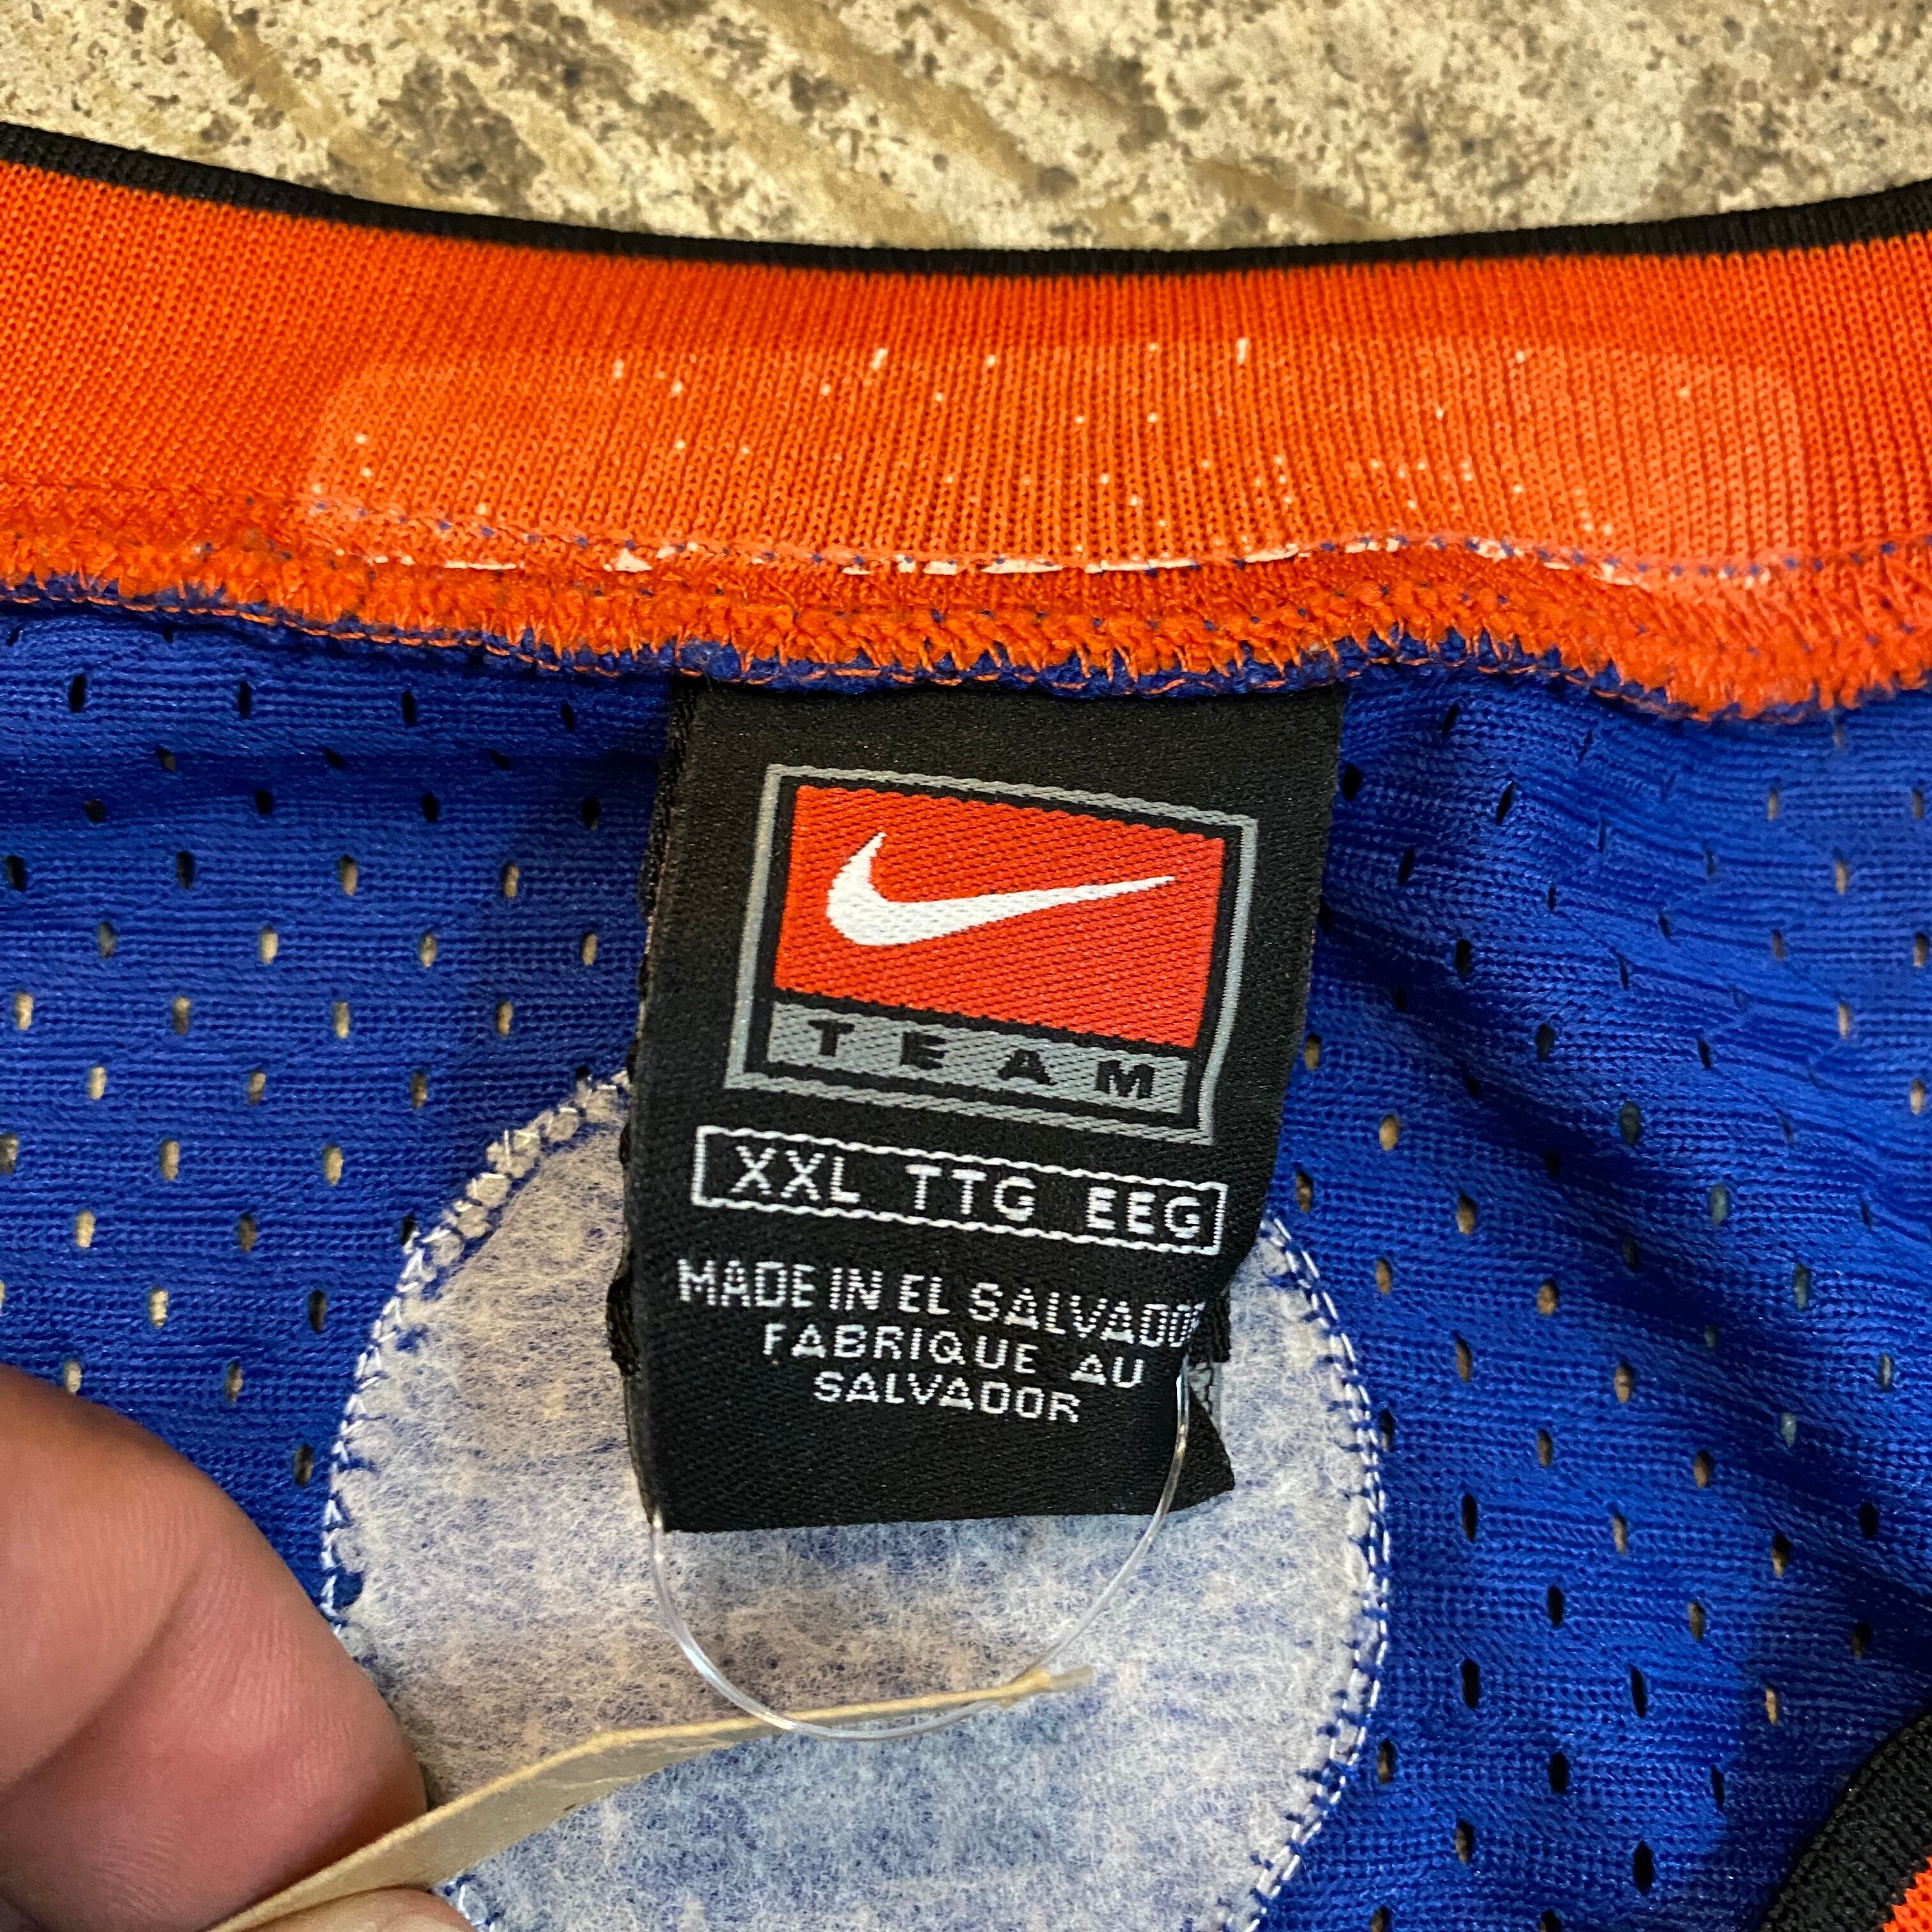 TEAM
XXL TTG EEG
MADE IN EL SALVADOR
FABRIQUE AU
SALVADOR